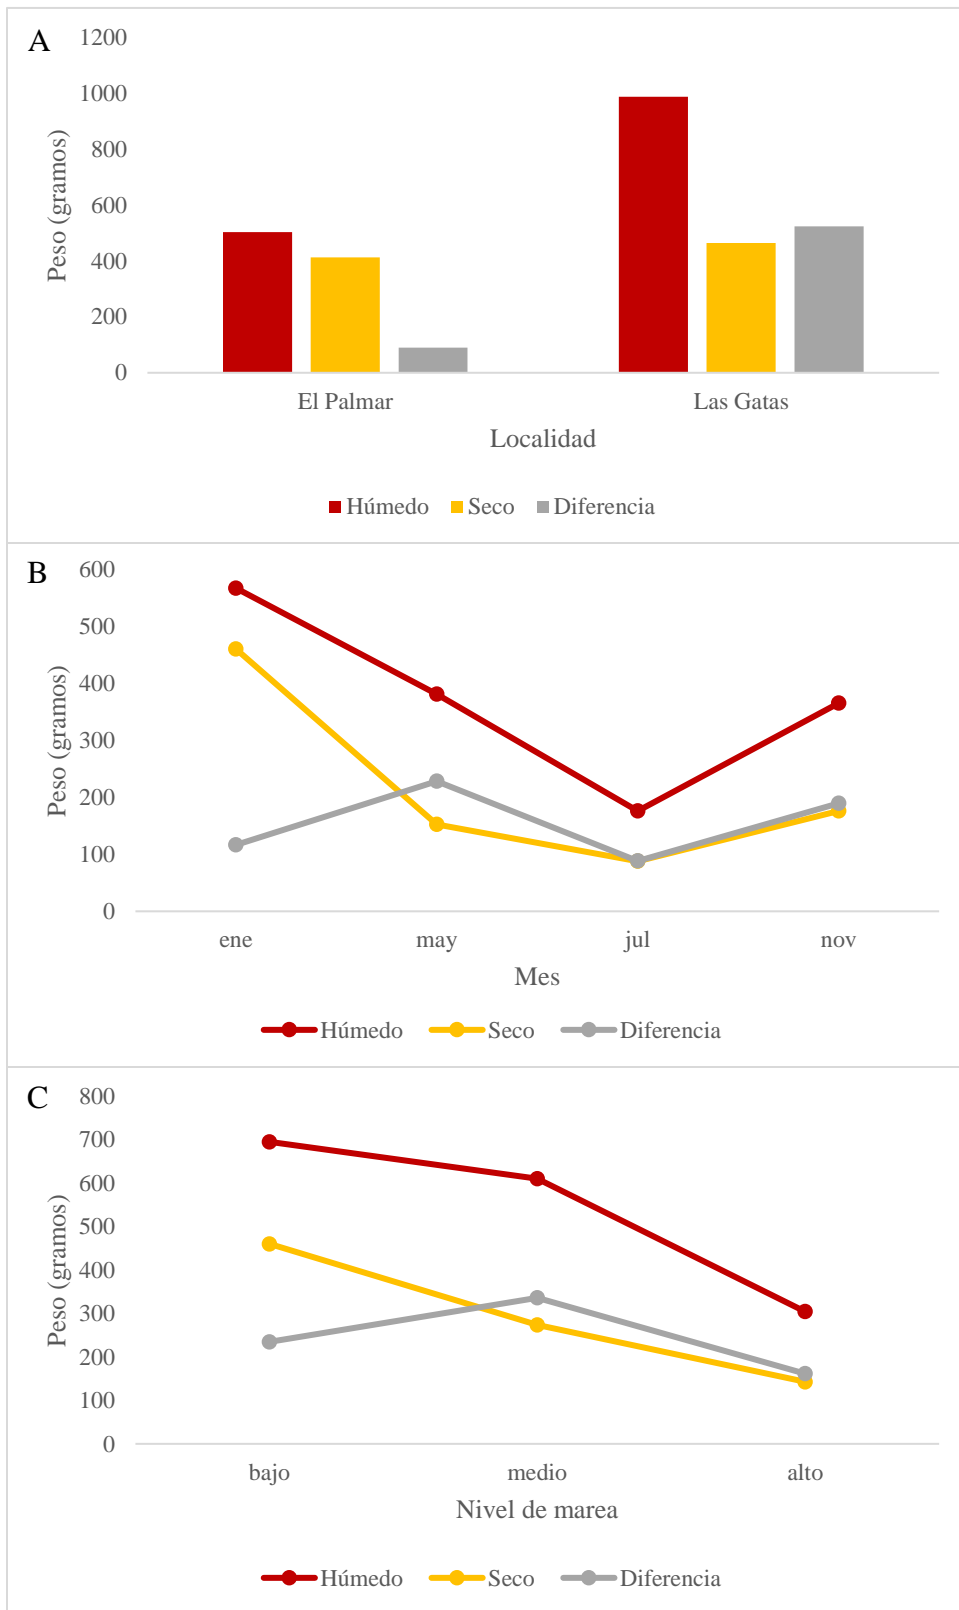 A
1200
1000
800
600
400
200
0
Peso (gramos)
El Palmar Las Gatas
Localidad
Húmedo Seco Diferencia
B
600
500
400
300
200
100
0
Peso (gramos)
ene may jul nov
Mes
Húmedo Seco Diferencia
C
800
700
600
500
400
300
200
100
0
Peso (gramos)
bajo medio alto
Nivel de marea
Húmedo Seco Diferencia